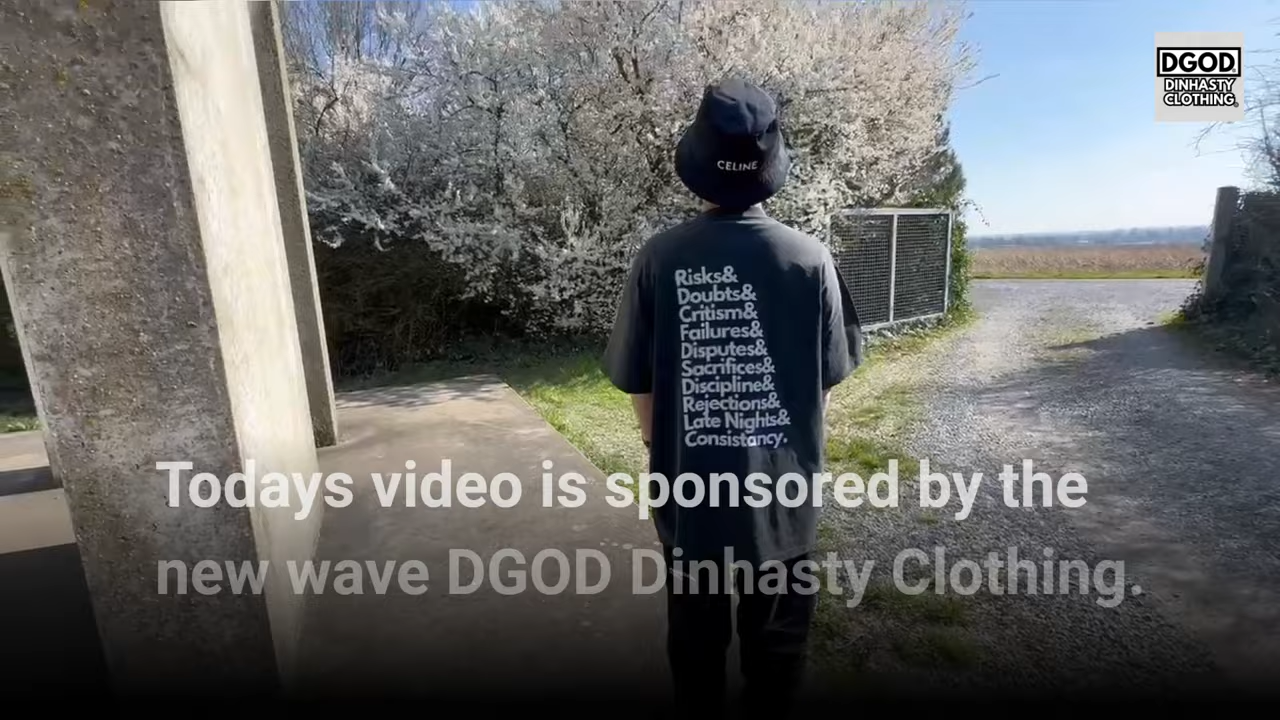 DGOD
DINHASTY
CLOTHING
CELINE
Risks&
Doubts&
Critism&
Failures&
Disputes&
Sacrifices&
Discipline&
Rejections&
Late Nights&
Consistancy.
Todays video is sponsored by the
new wave DGOD Dinhasty Clothing.